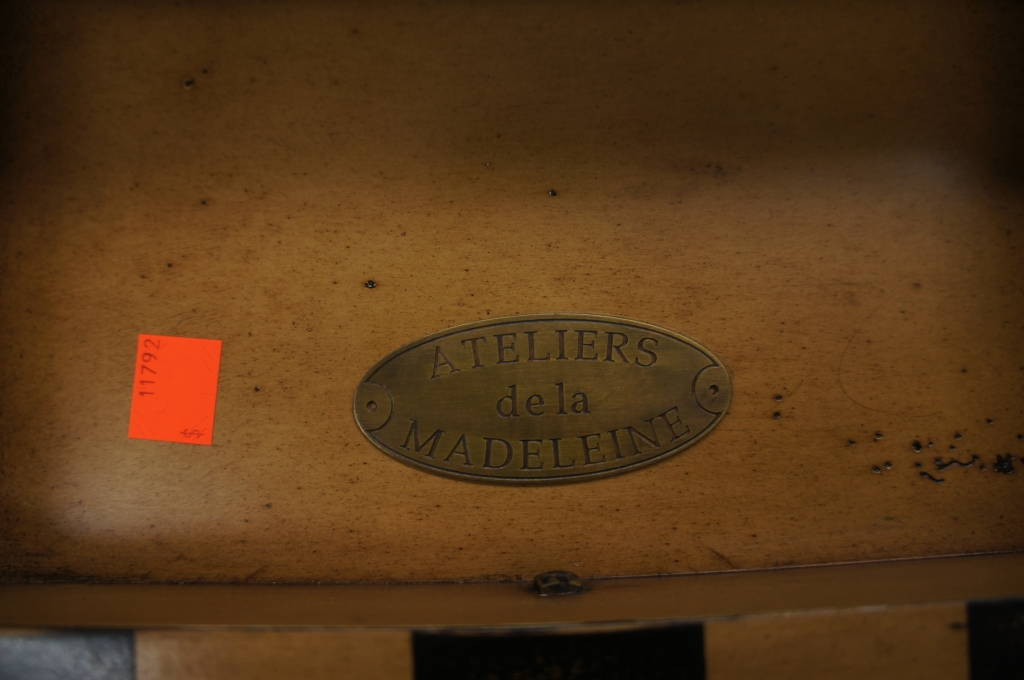 ATELIERS
de la
MADELEINE
11792